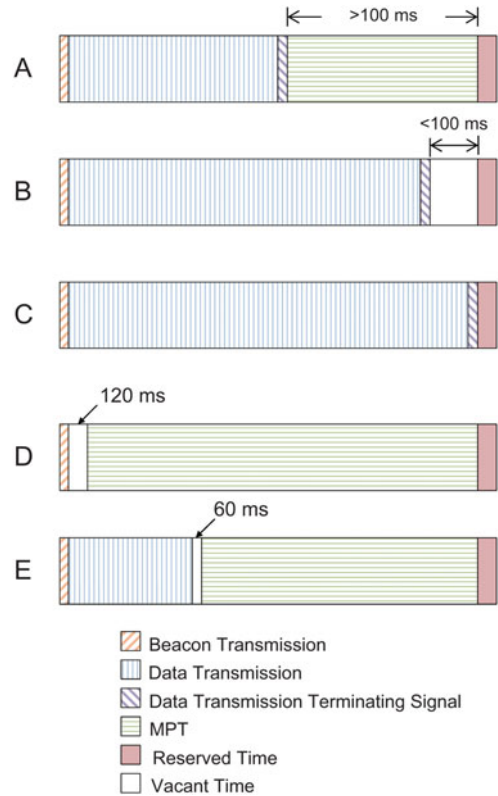 >100 ms
A
<100 ms
B
C
120 ms
D
60 ms
E
Beacon Transmission
Data Transmission
Data Transmission Terminating Signal
MPT
Reserved Time
Vacant Time